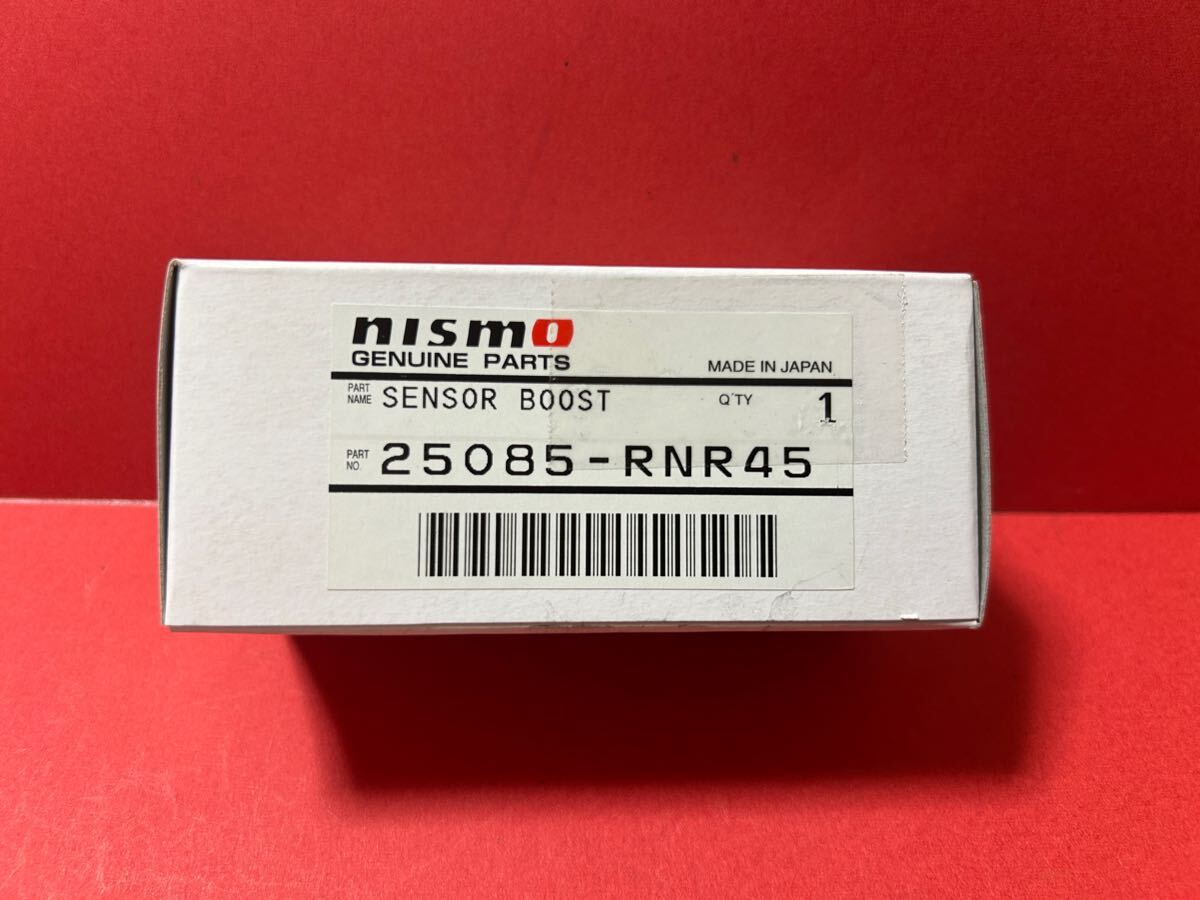 nismo
GENUINE PARTS
MADE IN JAPAN
PART NAME SENSOR BOOST Q'TY 1
PART NO. 25085-RNR45